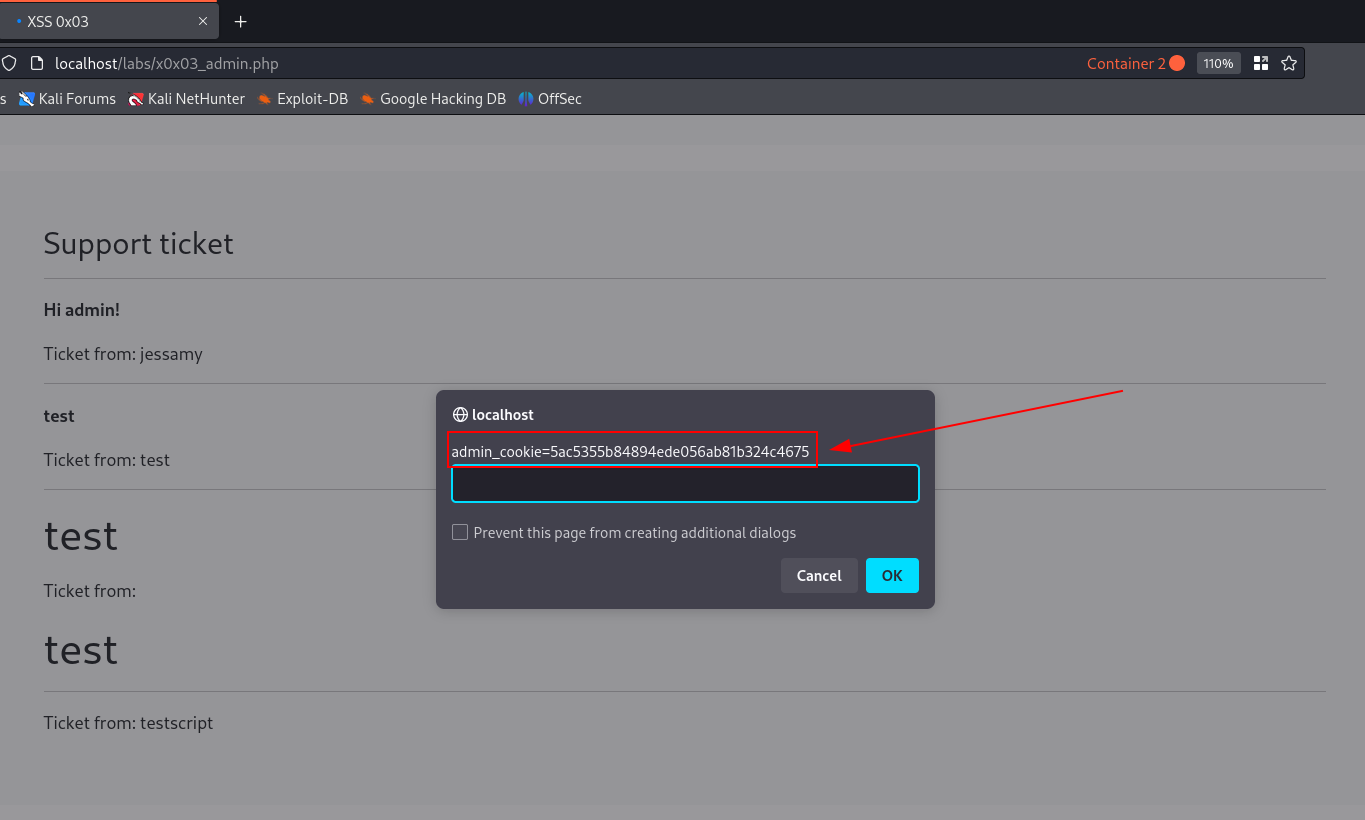 XSS 0x03
localhost/labs/x0x03_admin.php
Container 2
110%
s
Kali Forums
Kali NetHunter
Exploit-DB
Google Hacking DB
OffSec
Support ticket
Hi admin!
Ticket from: jessamy
test
Ticket from: test
test
Ticket from:
test
Ticket from: testscript
localhost
admin_cookie=5ac5355b84894ede056ab81b324c4675
Prevent this page from creating additional dialogs
Cancel
OK